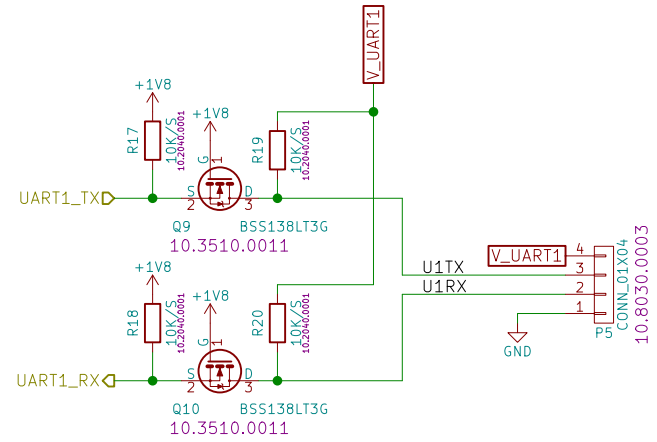 V_UART1
+1V8
R17
10K/S
10.2040.0001
+1V8
G
1
R19
10K/S
10.2040.0001
UART1_TX
S
2
D
3
Q9
BSS138LT3G
10.3510.0011
V_UART1
4
3
2
1
U1TX
U1RX
CONN_01X04
10.8030.0003
P5
GND
+1V8
R18
10K/S
10.2040.0001
+1V8
G
1
R20
10K/S
10.2040.0001
UART1_RX
S
2
D
3
Q10
BSS138LT3G
10.3510.0011